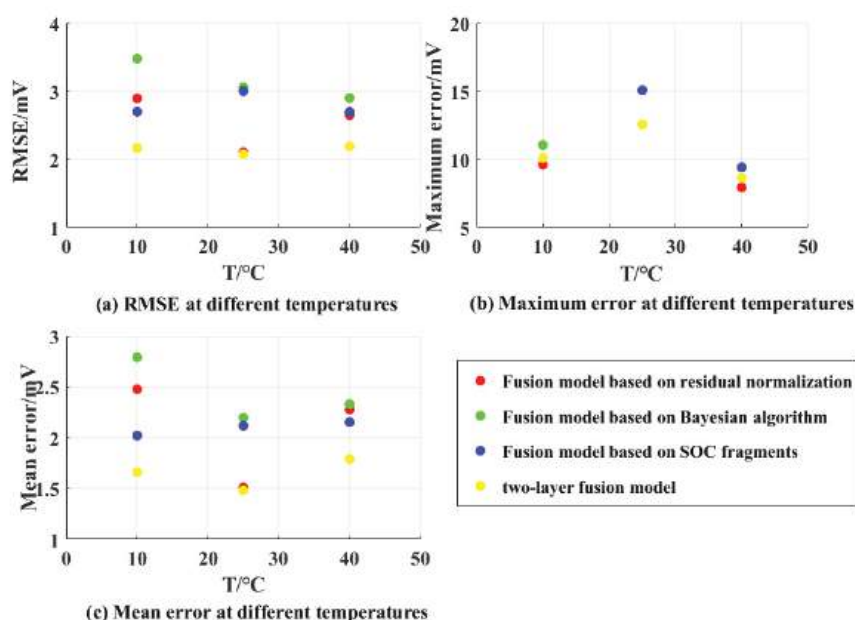 4
3
2
1
RMSE/mV
0 10 20 30 40 50
T/°C
(a) RMSE at different temperatures
20
15
10
5
Maximum error/mV
0 10 20 30 40 50
T/°C
(b) Maximum error at different temperatures
3
2.5
2
1.5
1
Mean error/mV
0 10 20 30 40 50
T/°C
(c) Mean error at different temperatures
Fusion model based on residual normalization
Fusion model based on Bayesian algorithm
Fusion model based on SOC fragments
two-layer fusion model